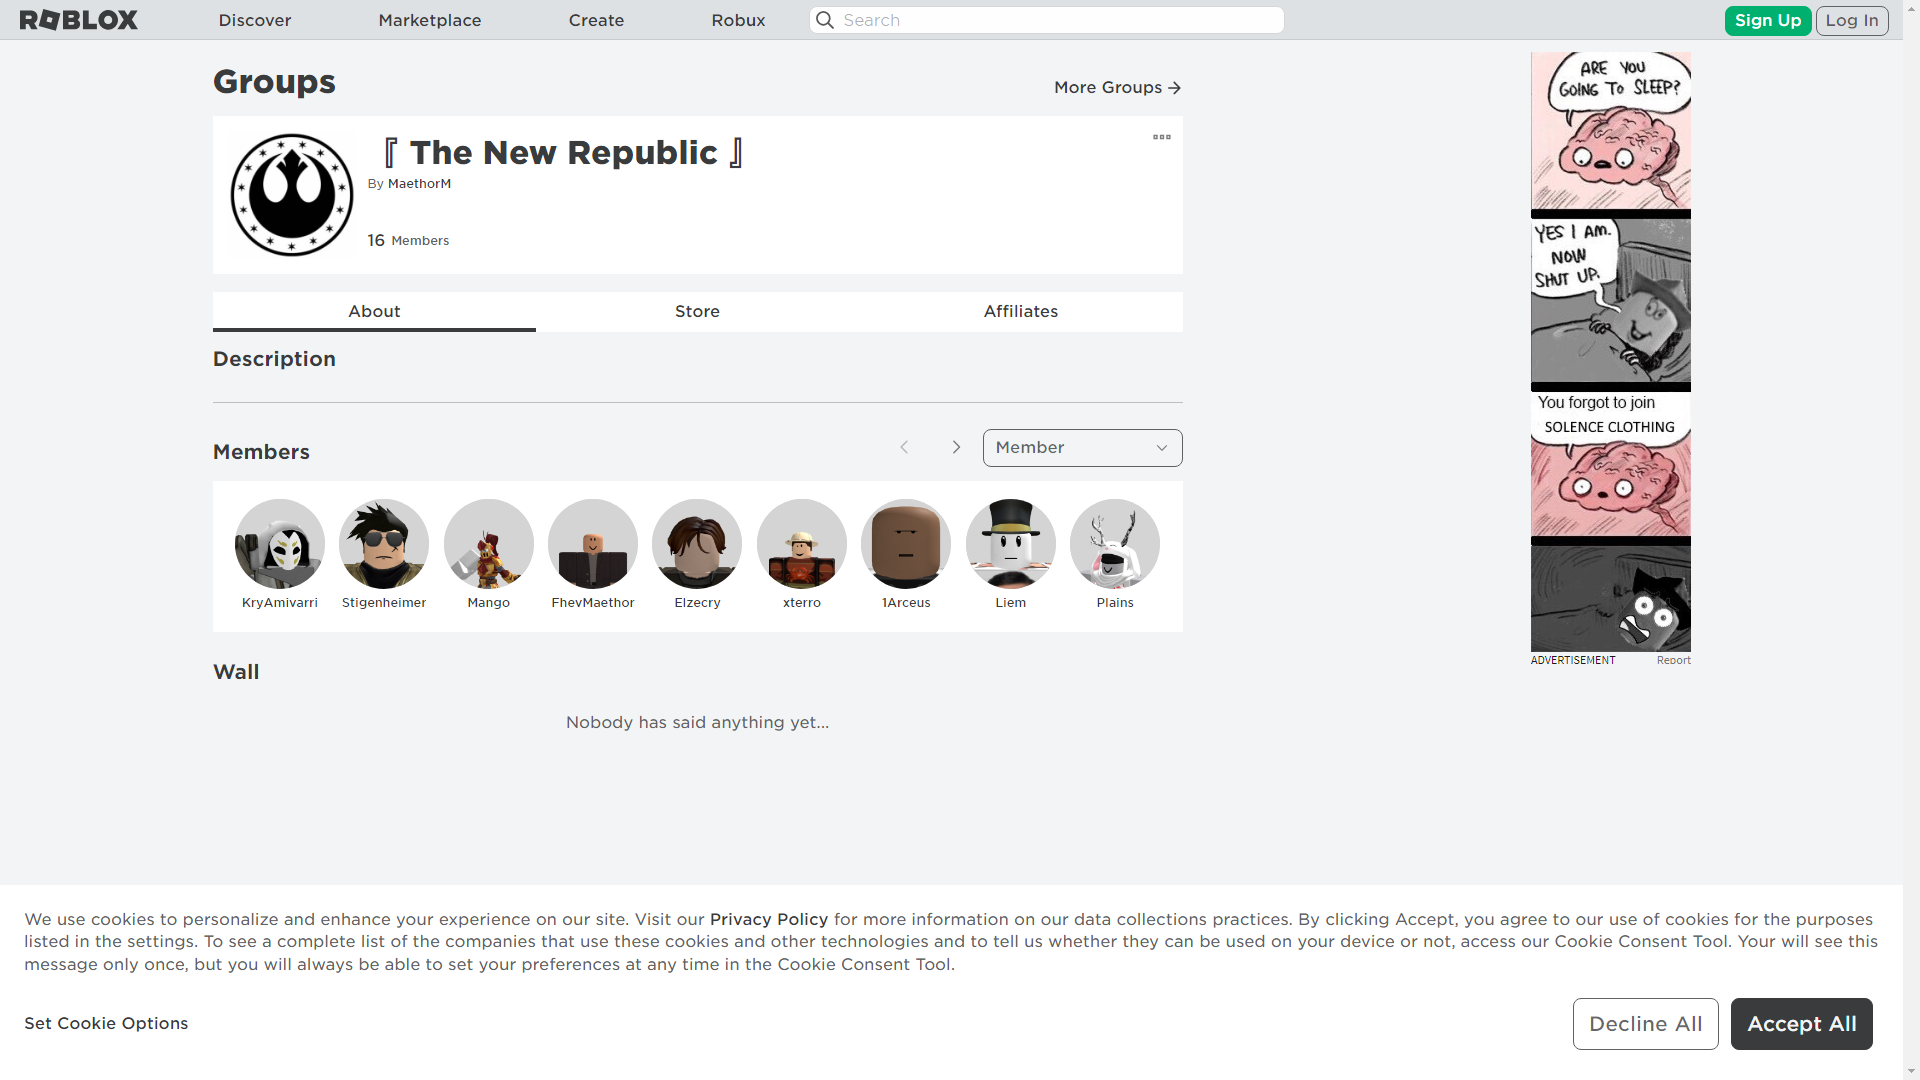 ROBLOX
Discover
Marketplace
Create
Robux
Search
Sign Up
Log In
Groups
More Groups
『 The New Republic 』
By MaethorM
16 Members
About
Store
Affiliates
Description
Members
Member
KryAmivarri
Stigenheimer
Mango
FhevMaethor
Elzecry
xterro
1Arceus
Liem
Plains
Wall
Nobody has said anything yet...
ARE YOU
GOING TO SLEEP?
YES I AM.
NOW
SHUT UP.
You forgot to join
SOLENCE CLOTHING
ADVERTISEMENT
Report
We use cookies to personalize and enhance your experience on our site. Visit our Privacy Policy for more information on our data collections practices. By clicking Accept, you agree to our use of cookies for the purposes
listed in the settings. To see a complete list of the companies that use these cookies and other technologies and to tell us whether they can be used on your device or not, access our Cookie Consent Tool. Your will see this
message only once, but you will always be able to set your preferences at any time in the Cookie Consent Tool.
Set Cookie Options
Decline All
Accept All